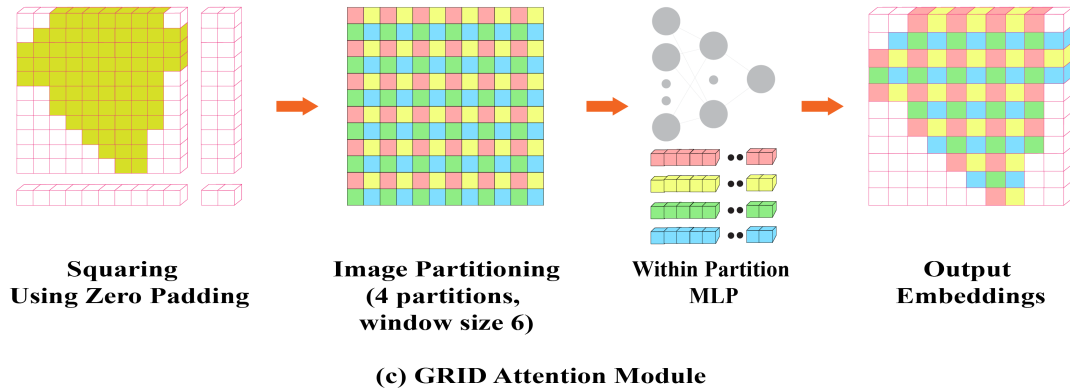 Squaring
Using Zero Padding
Image Partitioning
(4 partitions,
window size 6)
Within Partition
MLP
Output
Embeddings
(c) GRID Attention Module